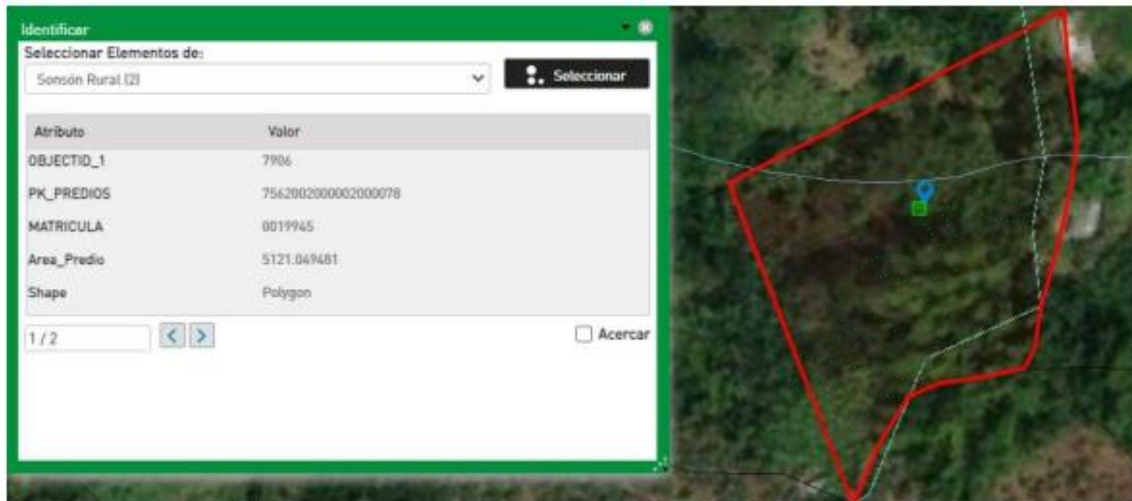 Identificar
Seleccionar Elementos de:
Sonsón Rural (2)
Seleccionar
Atributo Valor
OBJECTID_1 7906
PK_PREDIOS 7562002000002000078
MATRICULA 0019945
Area_Predio 5121.049481
Shape Polygon
1 / 2 < >
Acercar